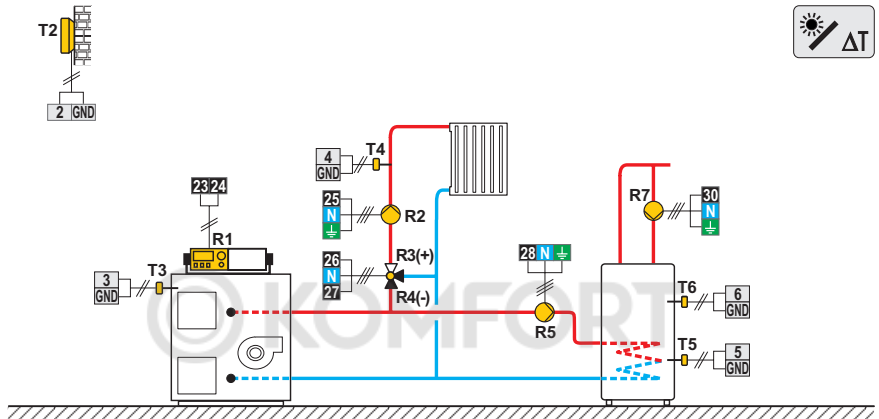 T2
2 GND
ΔT
T4
4
GND
23 24
25
N
R2
R7
30
N
R1
R3(+)
26
N
27
R4(-)
28 N
T3
3
GND
R5
T6
6
GND
T5
5
GND
KOMFORT